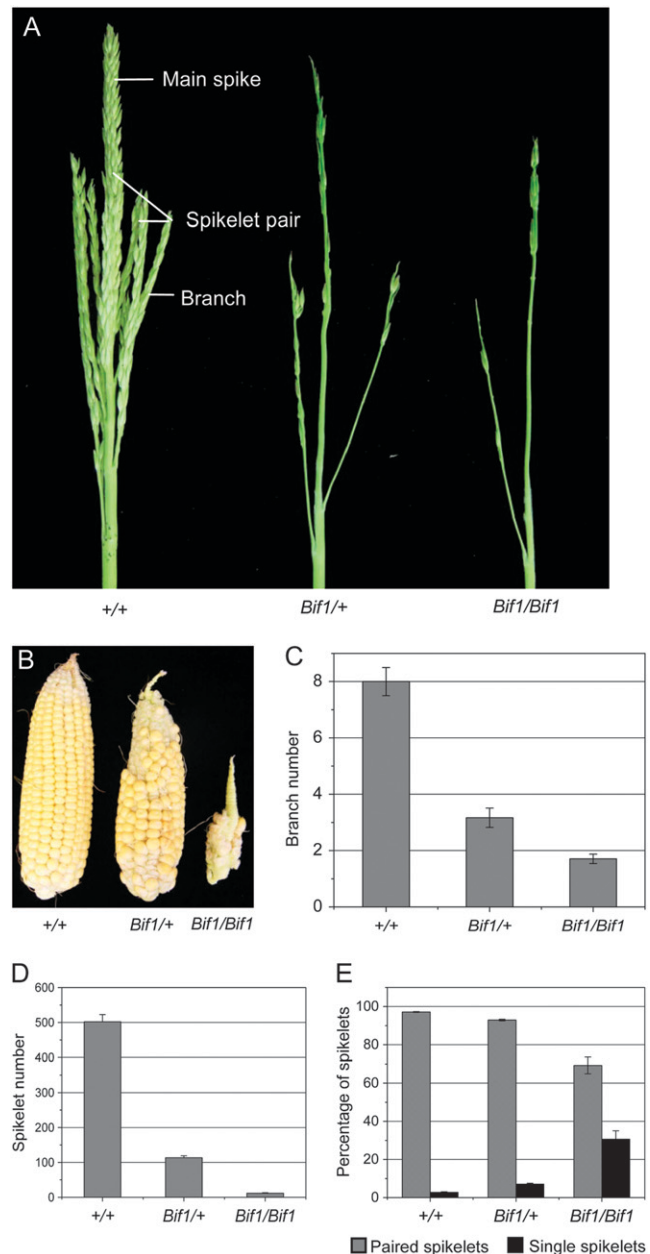 A
Main spike
Spikelet pair
Branch
+/+ Bif1/+ Bif1/Bif1
B
+/+ Bif1/+ Bif1/Bif1
C
Branch number
8
6
4
2
0
+/+ Bif1/+ Bif1/Bif1
D
Spikelet number
600
500
400
300
200
100
0
+/+ Bif1/+ Bif1/Bif1
E
Percentage of spikelets
100
80
60
40
20
0
+/+ Bif1/+ Bif1/Bif1
Paired spikelets Single spikelets